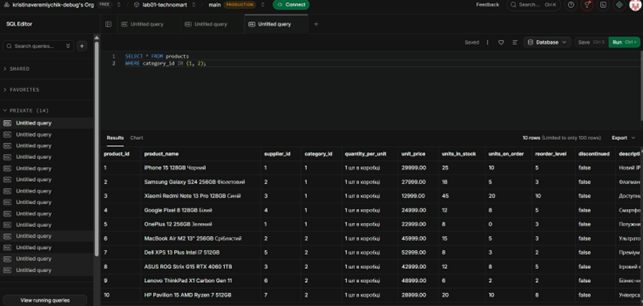 kristinaveremiychik-debug's Org FREE lab01-technomart main PRODUCTION Connect Feedback Search...
SQL Editor Untitled query Untitled query Untitled query +
Search queries...
SELECT * FROM products
WHERE category_id IN (1, 2);
Saved Database Save Run
SHARED
FAVORITES
PRIVATE (14)
Untitled query
Untitled query
Untitled query
Untitled query
Untitled query
Untitled query
Untitled query
Untitled query
Untitled query
Untitled query
Untitled query
Untitled query
Untitled query
Untitled query
View running queries
Results Chart 10 rows (Limited to only 100 rows) Export
product_id product_name supplier_id category_id quantity_per_unit unit_price units_in_stock units_on_order reorder_level discontinued
1 iPhone 15 128GB Чорний 1 1 1 шт в коробці 29999.00 25 10 5 false Новий
2 Samsung Galaxy S24 256GB Фіолетовий 2 1 1 шт в коробці 27999.00 18 5 3 false
3 Xiaomi Redmi Note 13 Pro 128GB Синій 3 1 1 шт в коробці 12999.00 45 20 10 false
4 Google Pixel 8 128GB Білий 4 1 1 шт в коробці 24999.00 12 8 5 false
5 OnePlus 12 256GB Зелений 1 1 1 шт в коробці 22999.00 8 0 3 false
6 MacBook Air M2 13" 256GB Сріблястий 2 2 1 шт в коробці 45999.00 15 5 3 false
7 Dell XPS 13 Plus Intel i7 512GB 5 2 1 шт в коробці 52999.00 8 3 2 false
8 ASUS ROG Strix G15 RTX 4060 1TB 3 2 1 шт в коробці 42999.00 12 8 5 false
9 Lenovo ThinkPad X1 Carbon Gen 11 6 2 1 шт в коробці 48999.00 6 2 2 false
10 HP Pavilion 15 AMD Ryzen 7 512GB 7 2 1 шт в коробці 28999.00 20 10 8 false